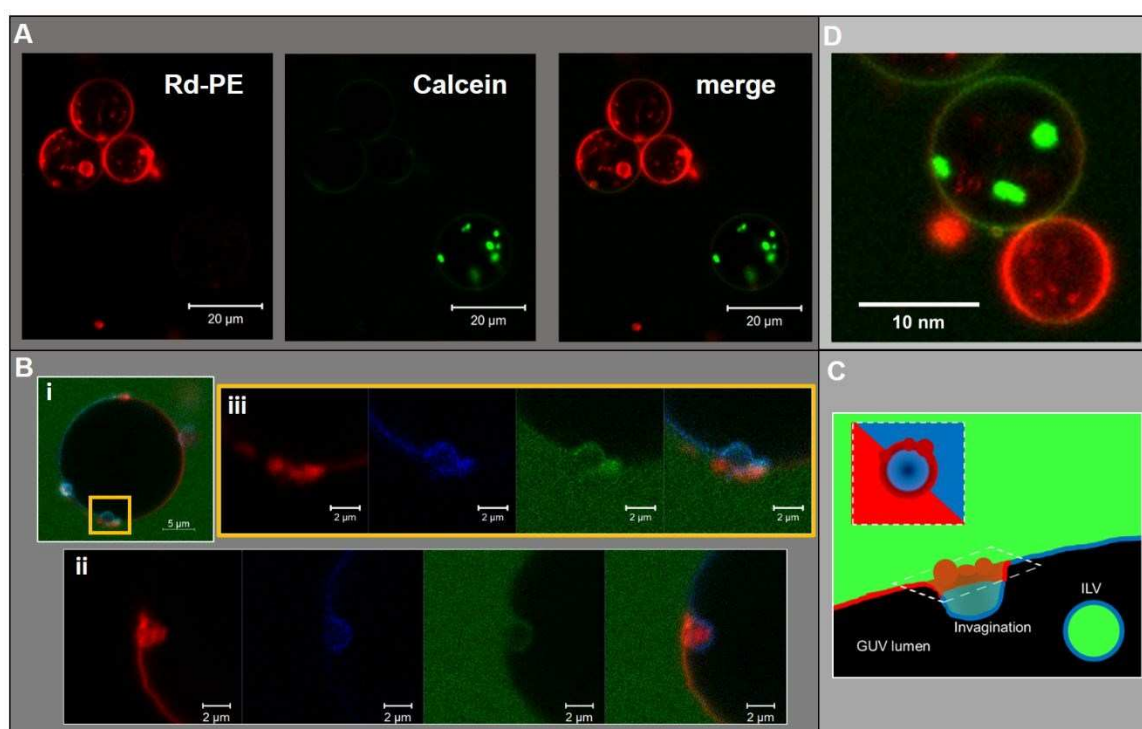 A
Rd-PE
Calcein
merge
20 µm
20 µm
20 µm
D
10 nm
B
i
5 µm
iii
2 µm
2 µm
2 µm
2 µm
ii
2 µm
2 µm
2 µm
2 µm
C
ILV
Invagination
GUV lumen